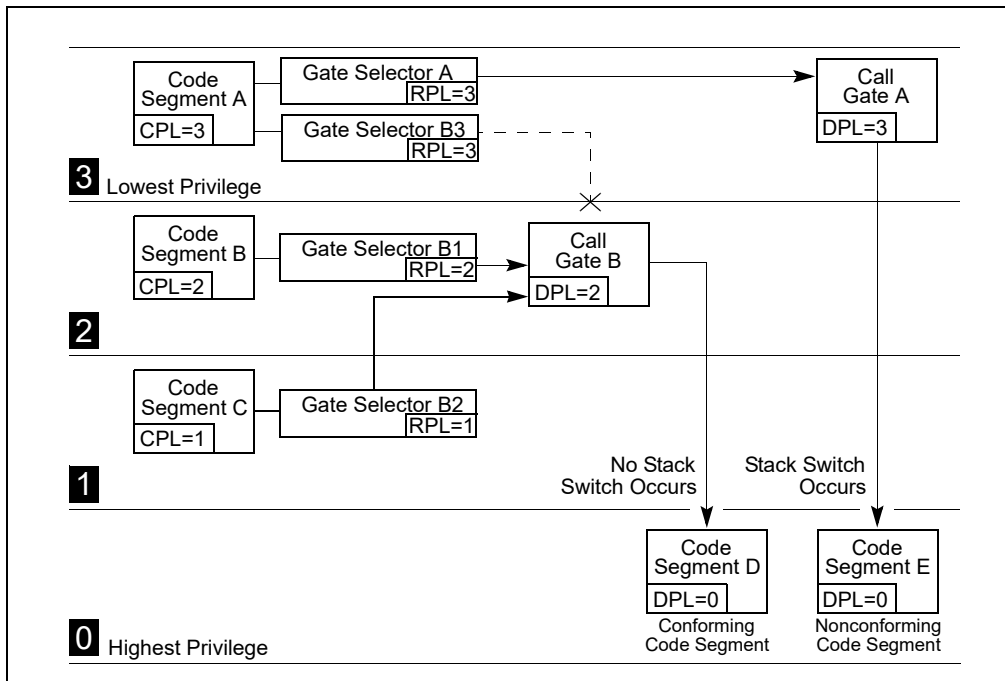 Code
Segment A
CPL=3
Gate Selector A
RPL=3
Gate Selector B3
RPL=3
Call
Gate A
DPL=3
3 Lowest Privilege
Code
Segment B
CPL=2
Gate Selector B1
RPL=2
Call
Gate B
DPL=2
2
Code
Segment C
CPL=1
Gate Selector B2
RPL=1
No Stack
Switch Occurs
Stack Switch
Occurs
1
Code
Segment D
DPL=0
Conforming
Code Segment
Code
Segment E
DPL=0
Nonconforming
Code Segment
0 Highest Privilege